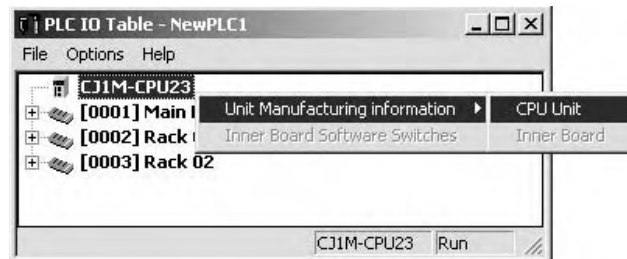 PLC IO Table - NewPLC1
File Options Help
CJ1M-CPU23
[0001] Main
Unit Manufacturing information CPU Unit
[0002] Rack
Inner Board Software Switches Inner Board
[0003] Rack 02
CJ1M-CPU23 Run